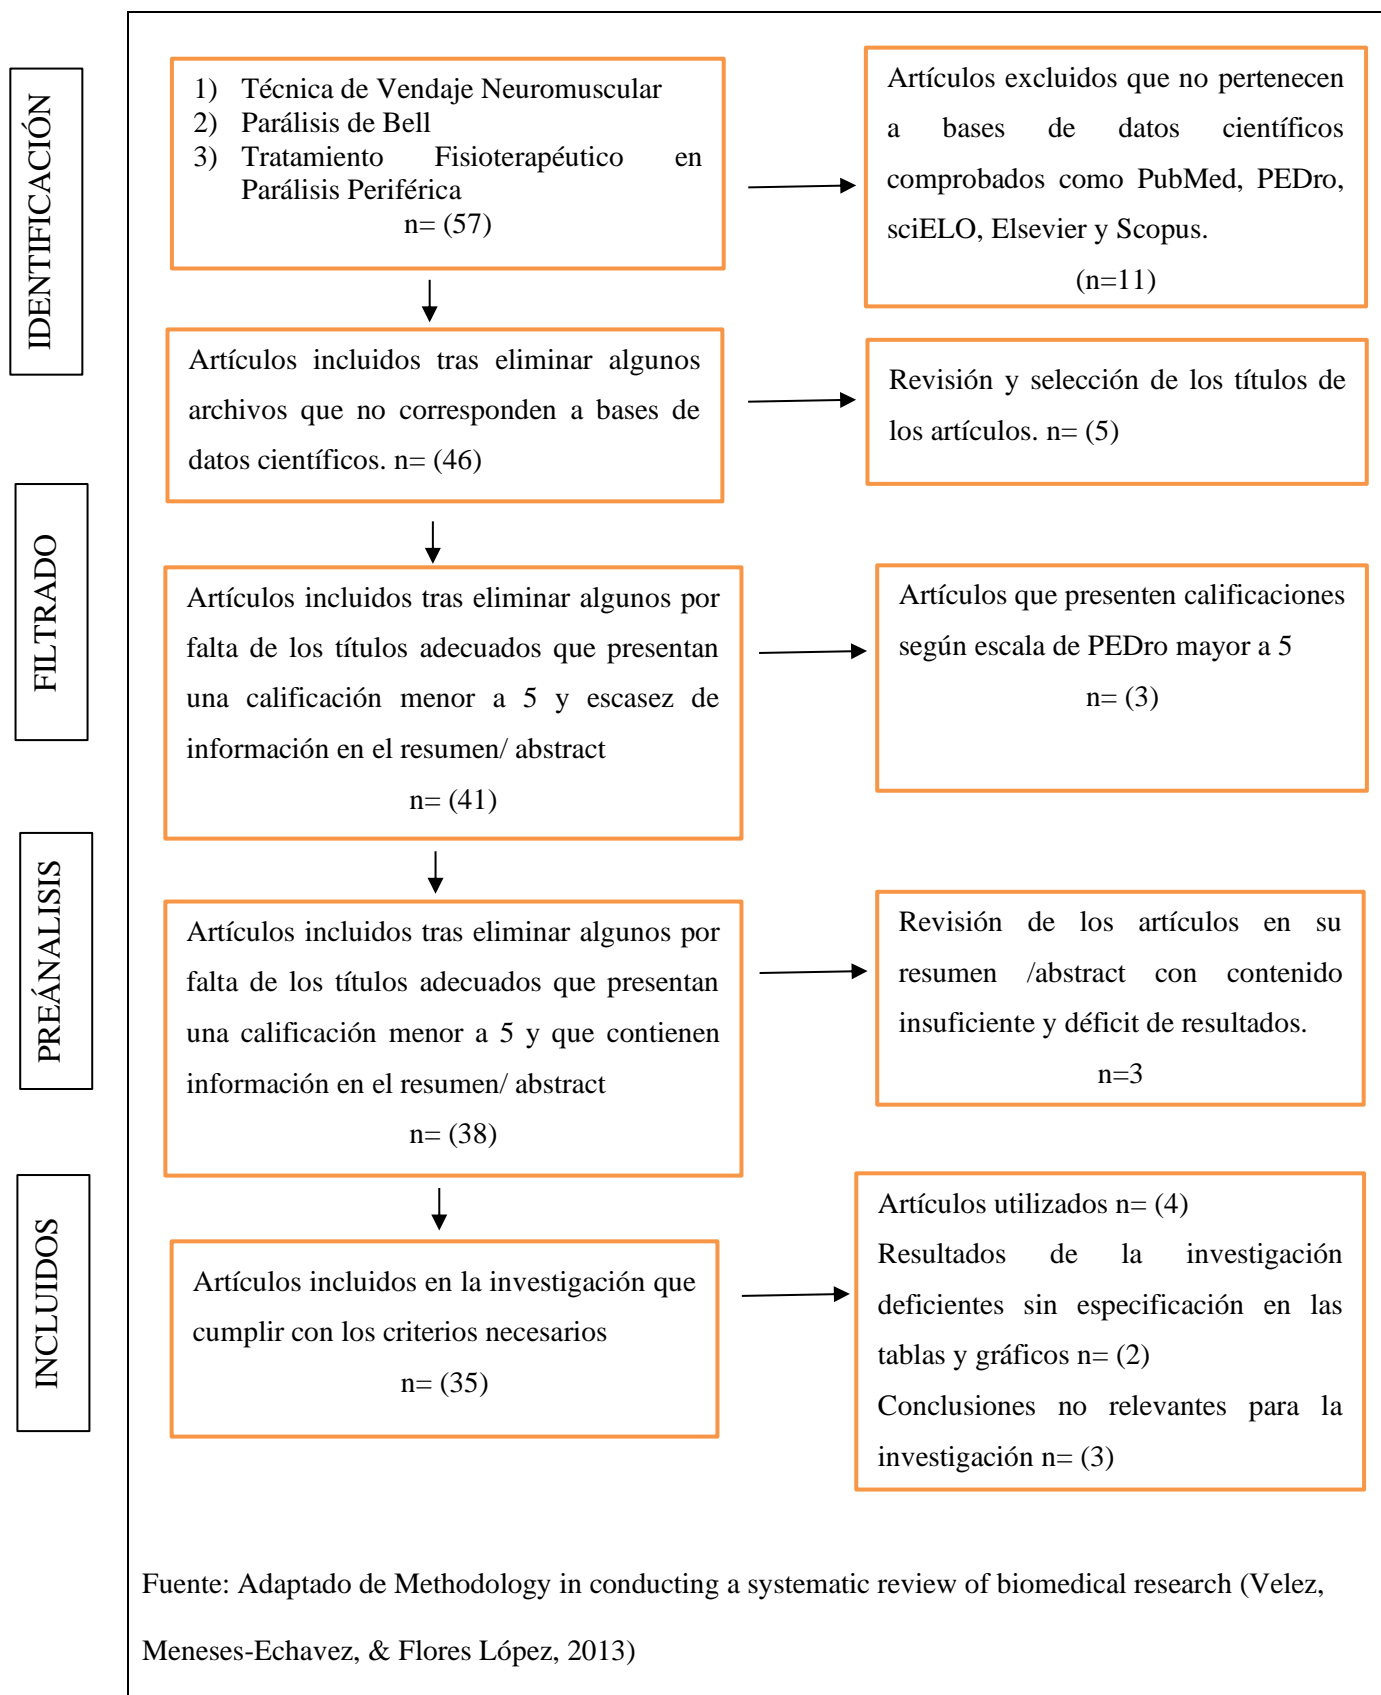 IDENTIFICACIÓN
1) Técnica de Vendaje Neuromuscular
2) Parálisis de Bell
3) Tratamiento Fisioterapéutico en
Parálisis Periférica
n= (57)
Artículos excluidos que no pertenecen
a bases de datos científicos
comprobados como PubMed, PEDro,
sciELO, Elsevier y Scopus.
(n=11)
Artículos incluidos tras eliminar algunos
archivos que no corresponden a bases de
datos científicos. n= (46)
Revisión y selección de los títulos de
los artículos. n= (5)
FILTRADO
Artículos incluidos tras eliminar algunos por
falta de los títulos adecuados que presentan
una calificación menor a 5 y escasez de
información en el resumen/ abstract
n= (41)
Artículos que presenten calificaciones
según escala de PEDro mayor a 5
n= (3)
PREÁNALISIS
Artículos incluidos tras eliminar algunos por
falta de los títulos adecuados que presentan
una calificación menor a 5 y que contienen
información en el resumen/ abstract
n= (38)
Revisión de los artículos en su
resumen /abstract con contenido
insuficiente y déficit de resultados.
n=3
INCLUIDOS
Artículos incluidos en la investigación que
cumplir con los criterios necesarios
n= (35)
Artículos utilizados n= (4)
Resultados de la investigación
deficientes sin especificación en las
tablas y gráficos n= (2)
Conclusiones no relevantes para la
investigación n= (3)
Fuente: Adaptado de Methodology in conducting a systematic review of biomedical research (Velez,
Meneses-Echavez, & Flores López, 2013)